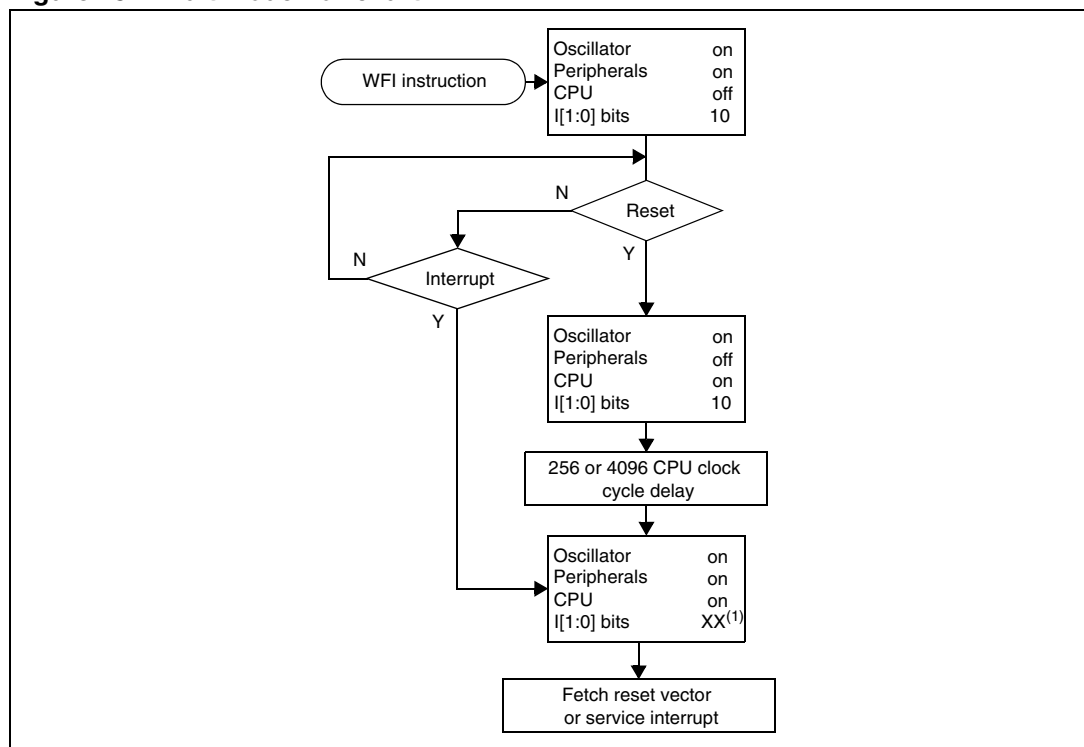 WFI instruction
Oscillator on
Peripherals on
CPU off
I[1:0] bits 10
N
Reset
Y
N
Interrupt
Y
Oscillator on
Peripherals off
CPU on
I[1:0] bits 10
256 or 4096 CPU clock
cycle delay
Oscillator on
Peripherals on
CPU on
I[1:0] bits XX(1)
Fetch reset vector
or service interrupt